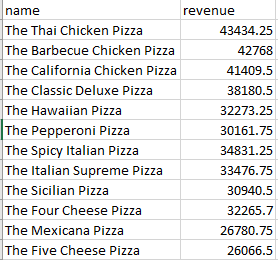 name revenue
The Thai Chicken Pizza 43434.25
The Barbecue Chicken Pizza 42768
The California Chicken Pizza 41409.5
The Classic Deluxe Pizza 38180.5
The Hawaiian Pizza 32273.25
The Pepperoni Pizza 30161.75
The Spicy Italian Pizza 34831.25
The Italian Supreme Pizza 33476.75
The Sicilian Pizza 30940.5
The Four Cheese Pizza 32265.7
The Mexicana Pizza 26780.75
The Five Cheese Pizza 26066.5